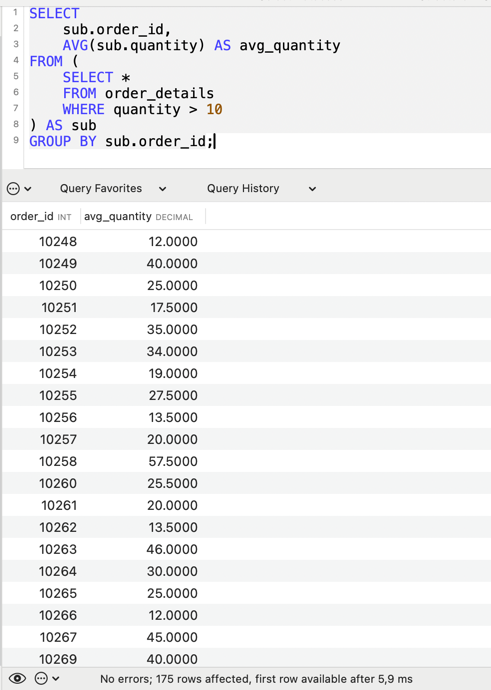 1 SELECT
2 sub.order_id,
3 AVG(sub.quantity) AS avg_quantity
4 FROM (
5 SELECT *
6 FROM order_details
7 WHERE quantity > 10
8 ) AS sub
9 GROUP BY sub.order_id;
Query Favorites Query History
order_id INT avg_quantity DECIMAL
10248 12.0000
10249 40.0000
10250 25.0000
10251 17.5000
10252 35.0000
10253 34.0000
10254 19.0000
10255 27.5000
10256 13.5000
10257 20.0000
10258 57.5000
10260 25.5000
10261 20.0000
10262 13.5000
10263 46.0000
10264 30.0000
10265 25.0000
10266 12.0000
10267 45.0000
10269 40.0000
No errors; 175 rows affected, first row available after 5,9 ms